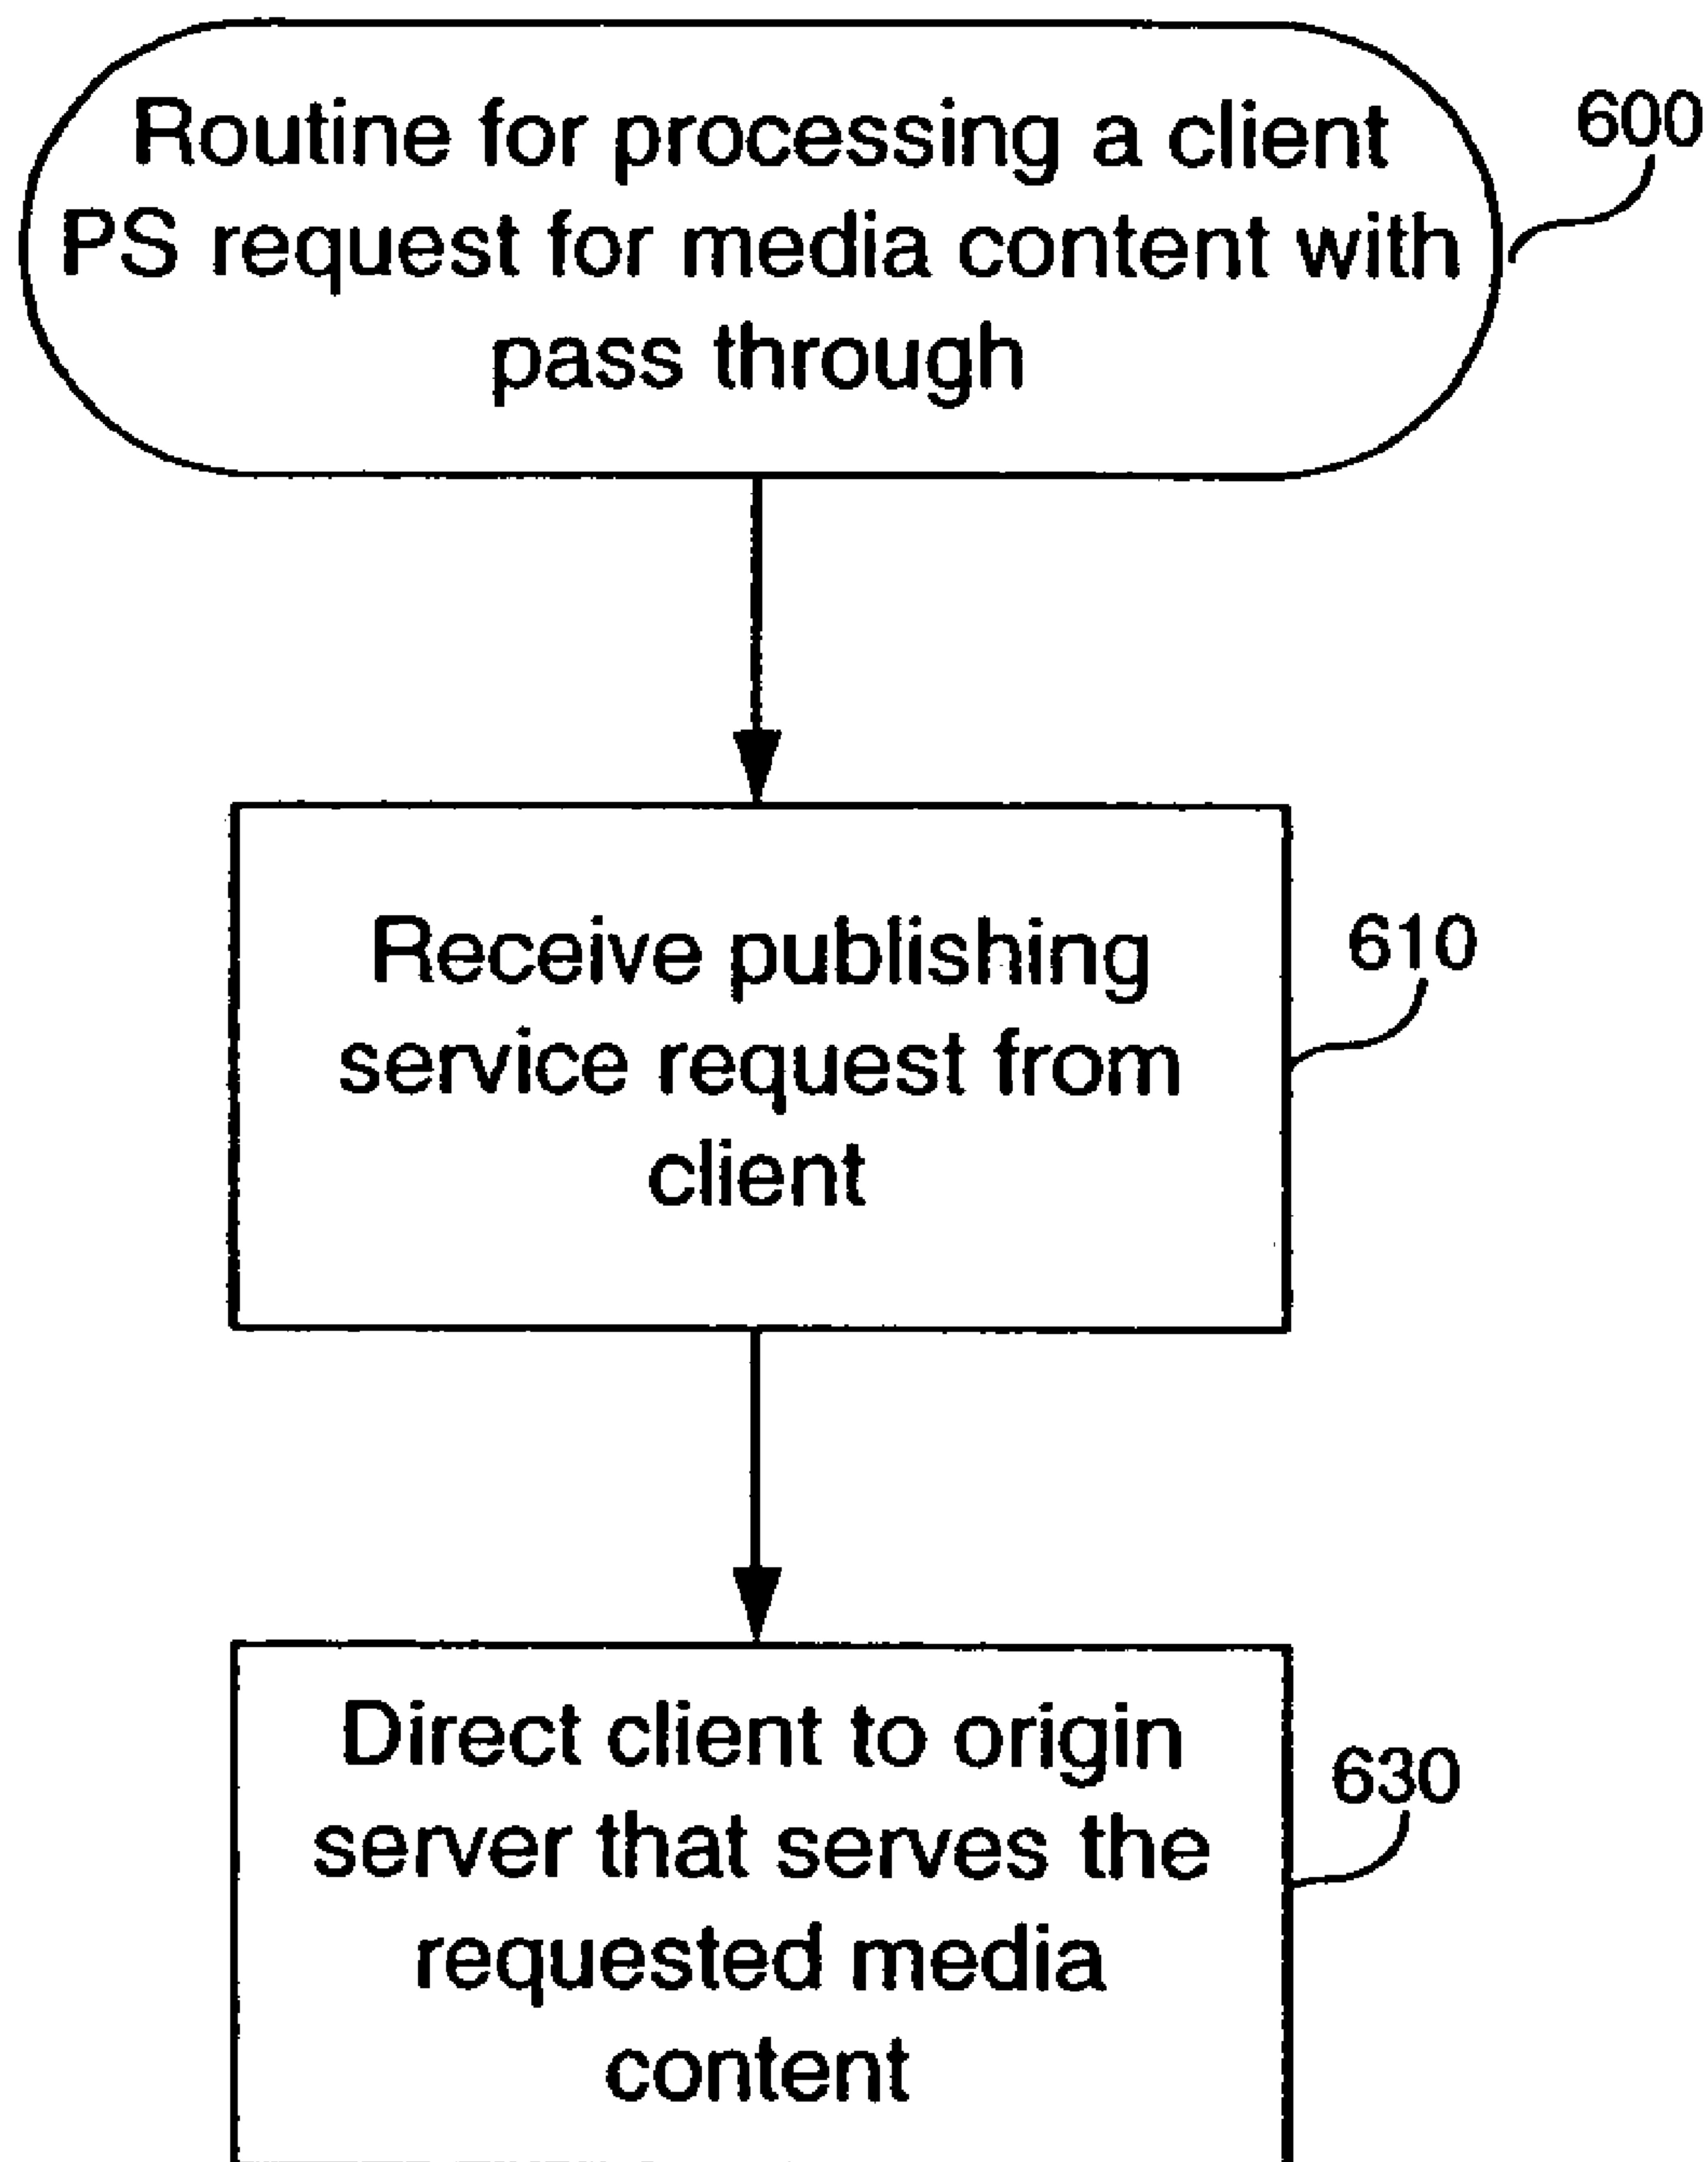 Routine for processing a client
PS request for media content with
pass through
600
Receive publishing
service request from
client
610
Direct client to origin
server that serves the
requested media
content
630